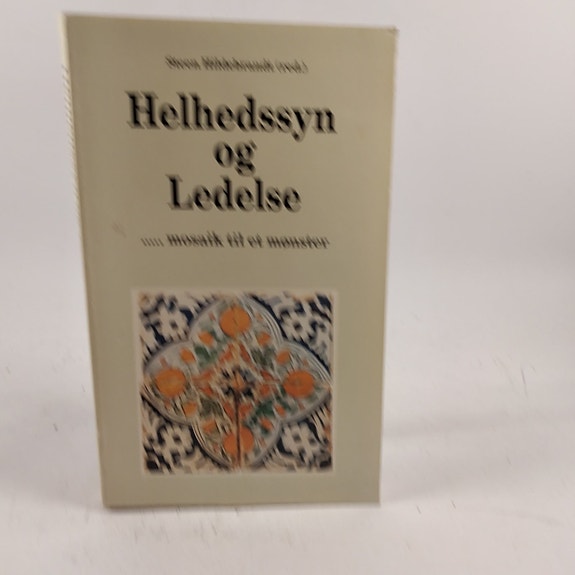 Steen Hildebrandt (red.)
Helhedssyn
og
Ledelse
..... mosaik til et mønster